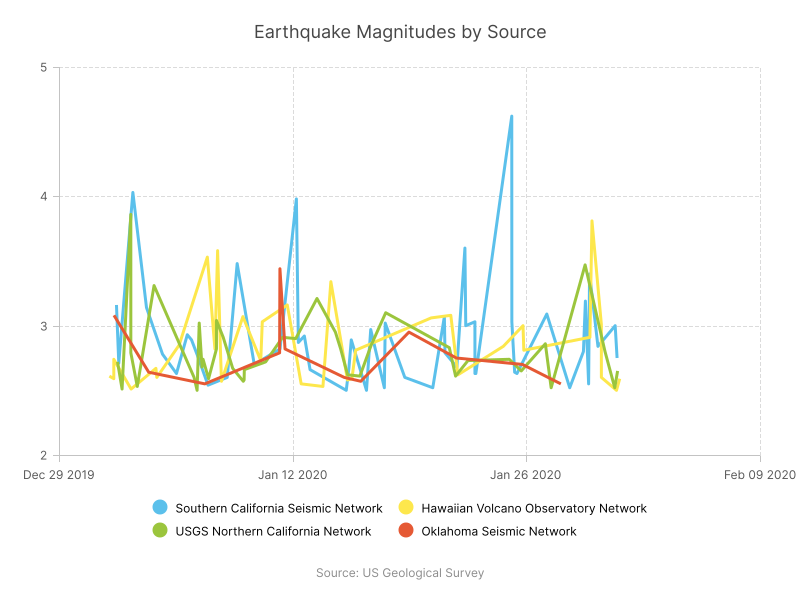 Earthquake Magnitudes by Source
5
4
3
2
Dec 29 2019
Jan 12 2020
Jan 26 2020
Feb 09 2020
Southern California Seismic Network
Hawaiian Volcano Observatory Network
USGS Northern California Network
Oklahoma Seismic Network
Source: US Geological Survey